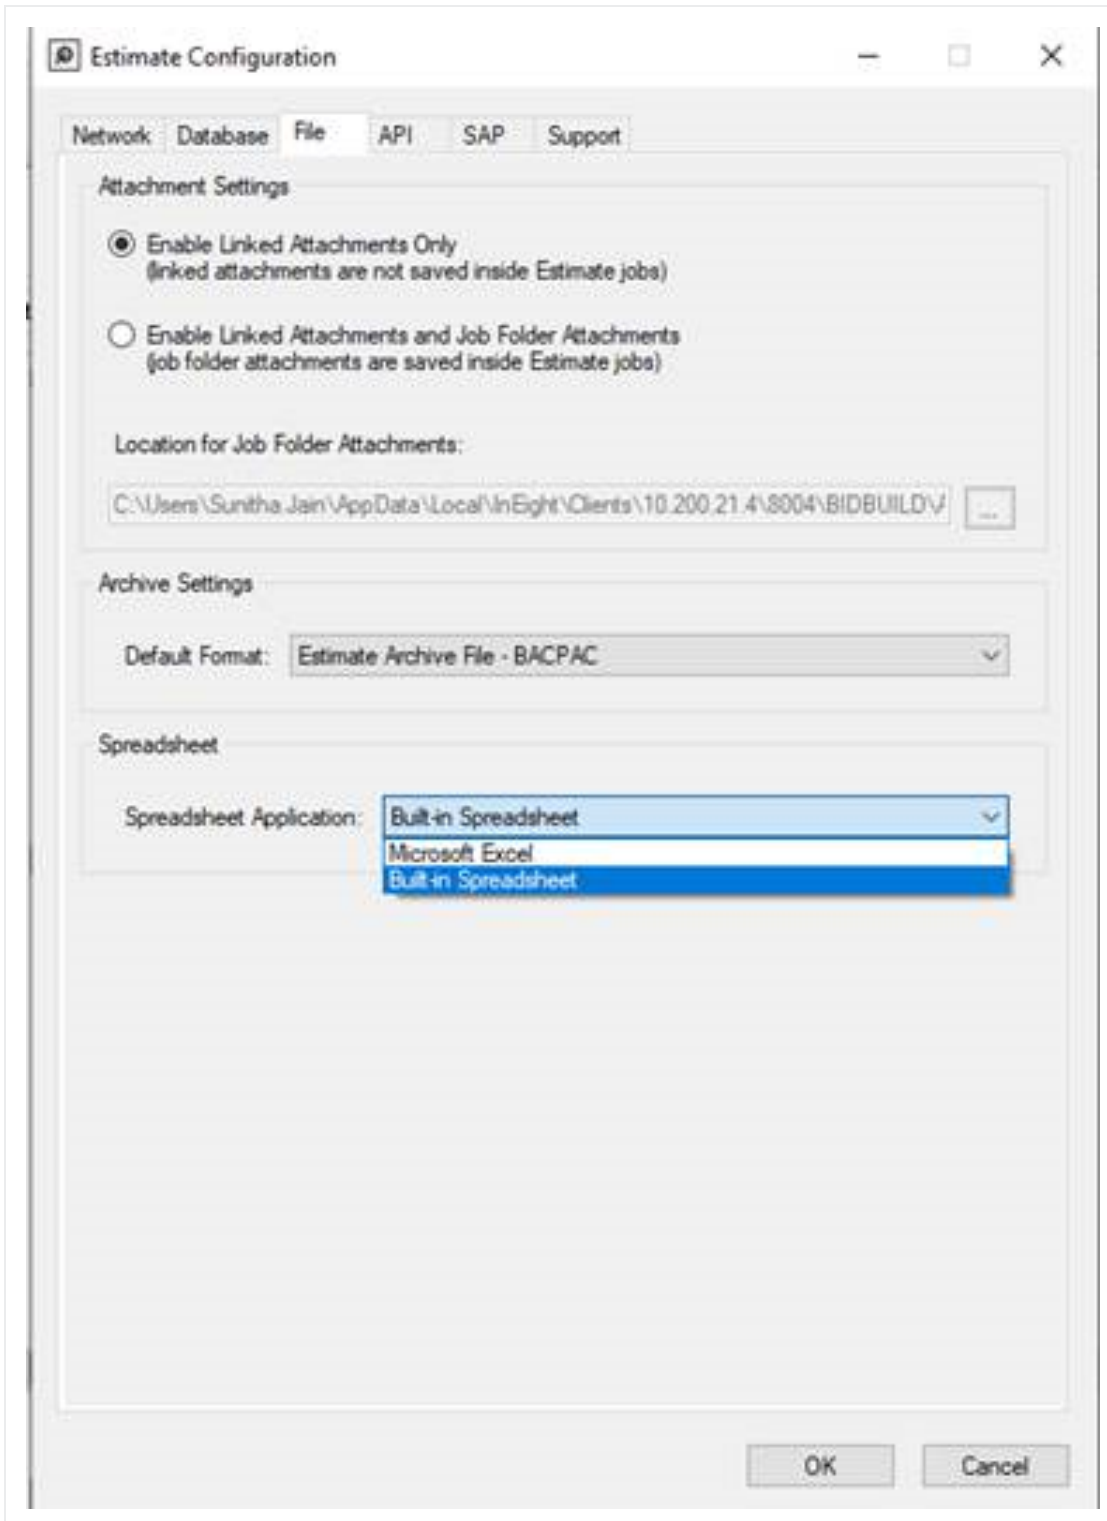 Estimate Configuration
Network Database File API SAP Support
Attachment Settings
Enable Linked Attachments Only
(linked attachments are not saved inside Estimate jobs)
Enable Linked Attachments and Job Folder Attachments
(job folder attachments are saved inside Estimate jobs)
Location for Job Folder Attachments:
C:\Users\Sunitha.Jain\AppData\Local\InEight\Clients\10.200.21.4\8004\BIDBUILD\ ...
Archive Settings
Default Format: Estimate Archive File - BACPAC
Spreadsheet
Spreadsheet Application: Built-in Spreadsheet
Microsoft Excel
Built-in Spreadsheet
OK Cancel